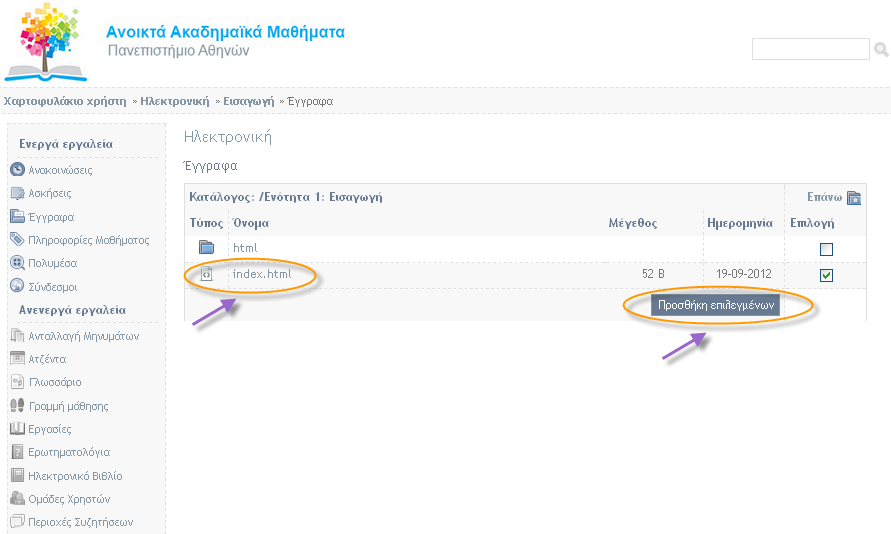 Ανοικτά Ακαδημαϊκά Μαθήματα
Πανεπιστήμιο Αθηνών
Χαρτοφυλάκιο χρήστη » Ηλεκτρονική » Εισαγωγή » Έγγραφα
Ενεργά εργαλεία
Ανακοινώσεις
Ασκήσεις
Έγγραφα
Πληροφορίες Μαθήματος
Πολυμέσα
Σύνδεσμοι
Ανενεργά εργαλεία
Ανταλλαγή Μηνυμάτων
Ατζέντα
Γλωσσάριο
Γραμμή μάθησης
Εργασίες
Ερωτηματολόγια
Ηλεκτρονικό Βιβλίο
Ομάδες Χρηστών
Περιοχές Συζητήσεων
Ηλεκτρονική
Έγγραφα
Κατάλογος: /Ενότητα 1: Εισαγωγή Επάνω
Τύπος Όνομα Μέγεθος Ημερομηνία Επιλογή
html
index.html 52 B 19-09-2012
Προσθήκη επιλεγμένων